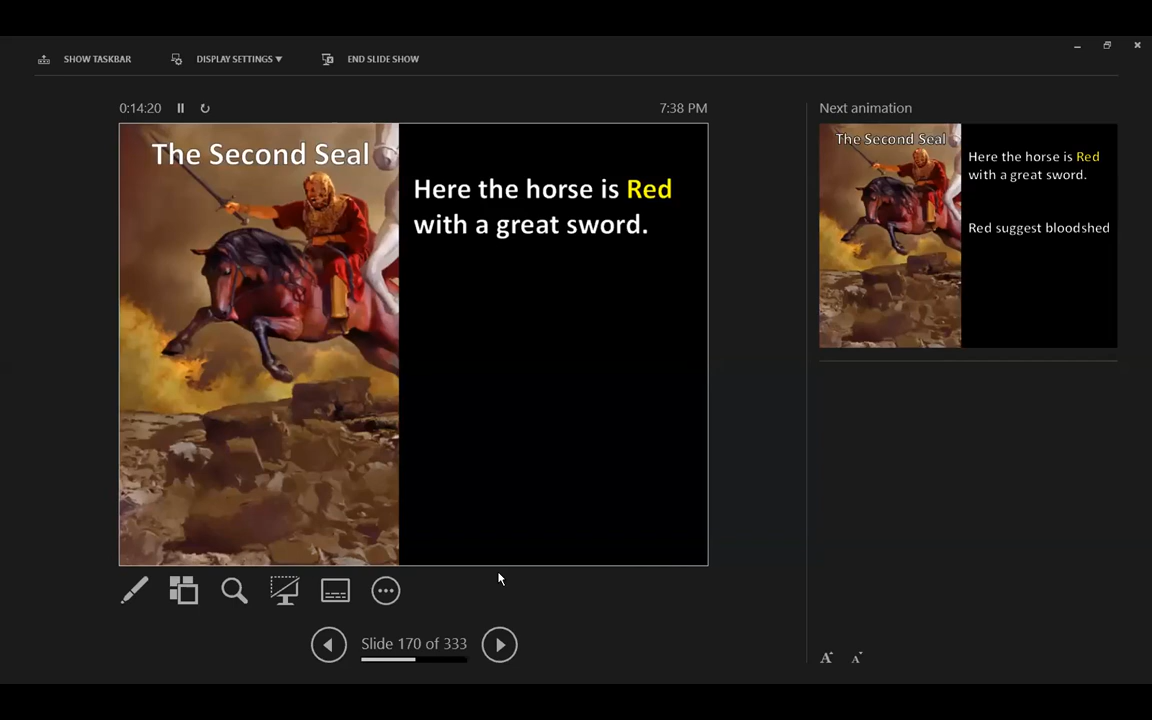 SHOW TASKBAR
DISPLAY SETTINGS ▼
END SLIDE SHOW
0:14:20
7:38 PM
The Second Seal
Here the horse is Red
with a great sword.
Slide 170 of 333
Next animation
The Second Seal
Here the horse is Red
with a great sword.
Red suggest bloodshed
A
A